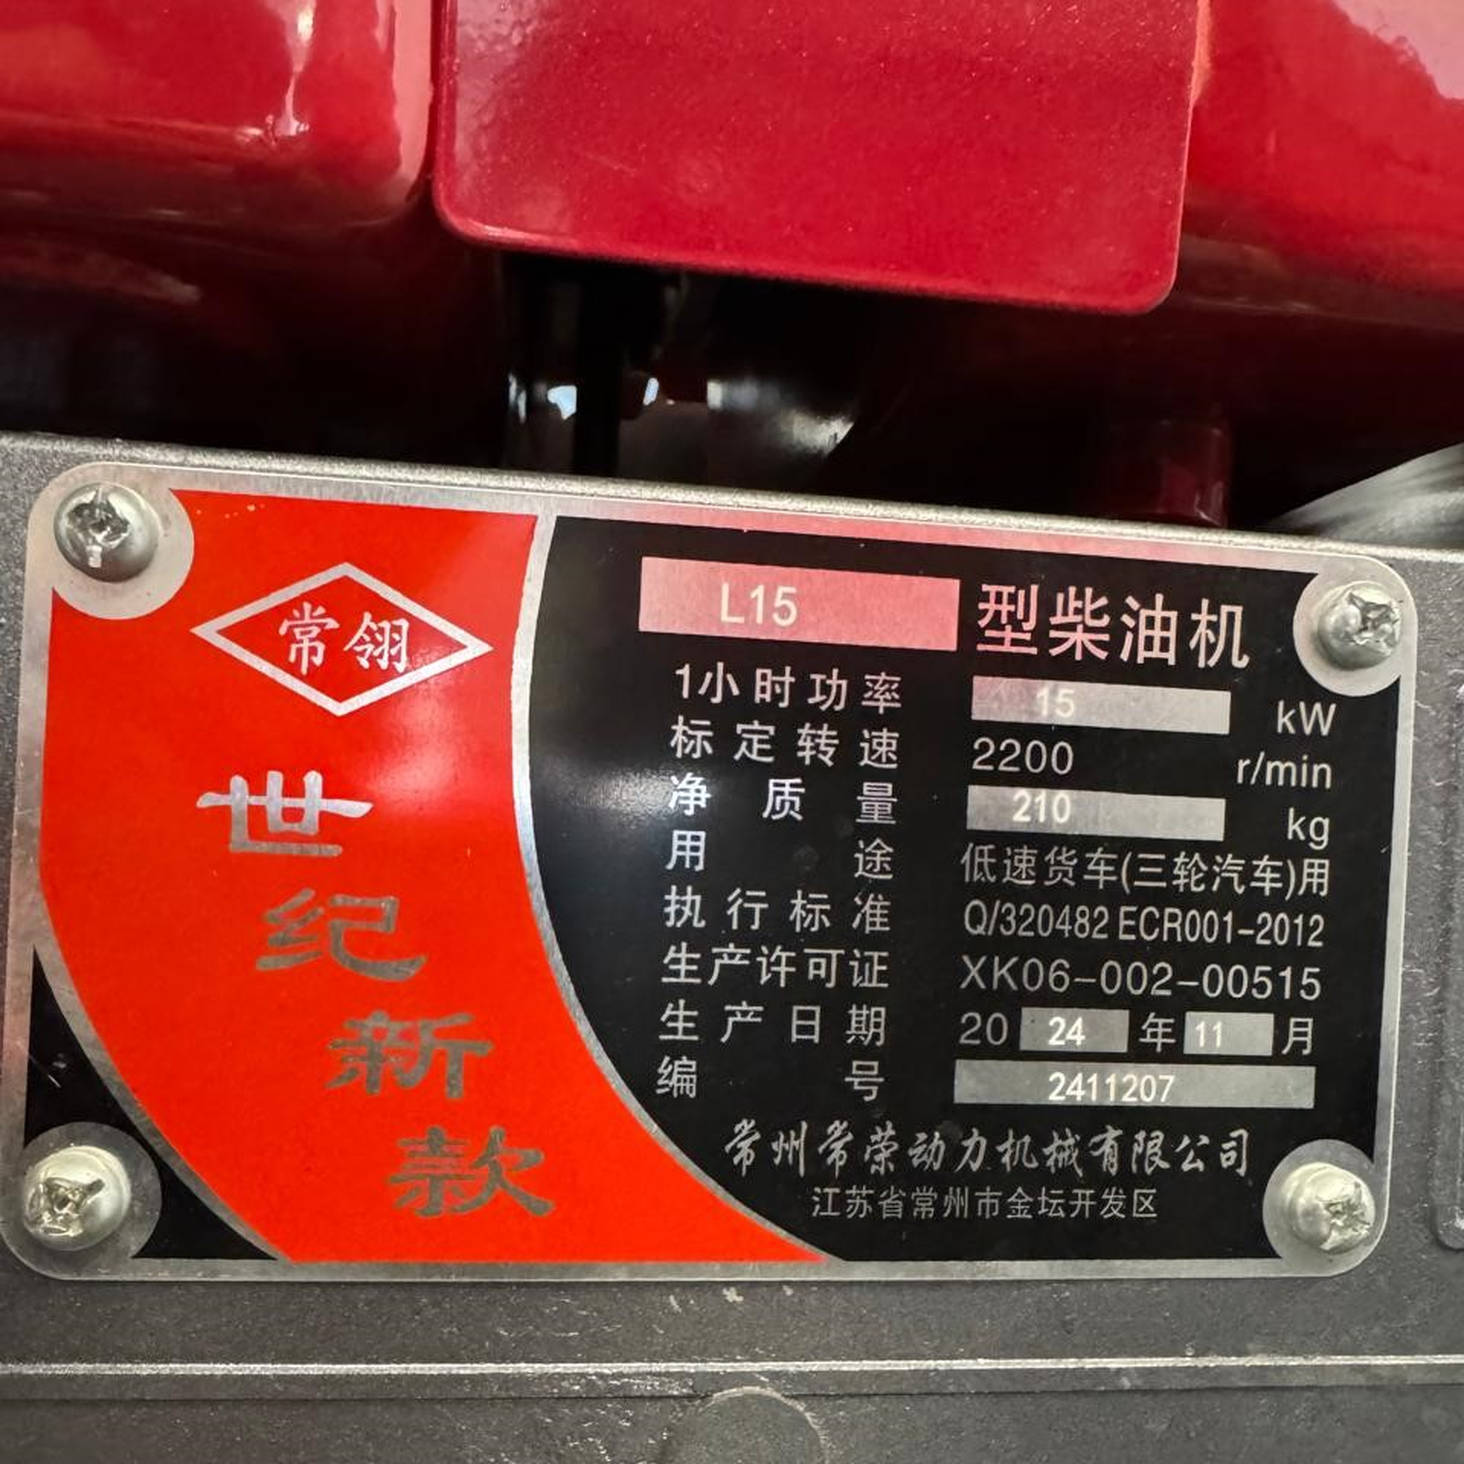 常翎
世纪新款
L15 型柴油机
1小时功率 15 kW
标定转速 2200 r/min
净质量 210 kg
用途 低速货车(三轮汽车)用
执行标准 Q/320482 ECR001-2012
生产许可证 XK06-002-00515
生产日期 20 24 年 11 月
编号 2411207
常州常荣动力机械有限公司
江苏省常州市金坛开发区